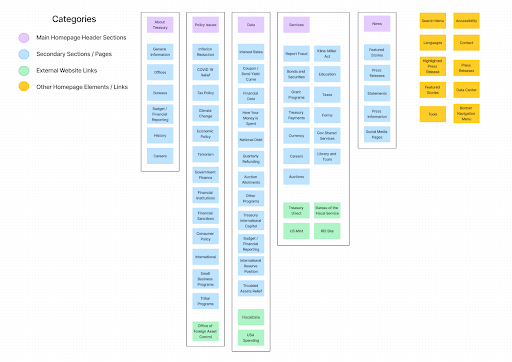 Categories
Main Homepage Header Sections
Secondary Sections / Pages
External Website Links
Other Homepage Elements / Links
About
Treasury
General
Information
Offices
Bureaus
Budget /
Financial
Reporting
History
Careers
Policy Issues
Inflation
Reduction
COVID 19
Relief
Tax Policy
Climate
Change
Economic
Policy
Terrorism
Government
Finance
Financial
Institutions
Financial
Sanctions
Consumer
Policy
International
Small
Business
Programs
Tribal
Programs
Office of
Foreign Asset
Control
Data
Interest Rates
Coupon /
Yield
Curve
Financial
Data
How Your
Money is
Spent
National Debt
Quarterly
Refunding
Auction
Allotments
Other
Programs
Treasury
International
Capital
Budget /
Financial
Reporting
International
Reserve
Position
Troubled
Assets Relief
Fiscaldata
USA
Spending
Services
Report Fraud
Kline Miller
Act
Bonds and
Securities
Education
Grant
Programs
Taxes
Treasury
Payments
Forms
Currency
Gov Shared
Services
Careers
Library and
Tours
Auctions
Treasury
Direct
Bureau of the
Fiscal Service
US Mint
IRS Site
News
Featured
Stories
Press
Releases
Statements
Press
Information
Social Media
Pages
Search Menu
Accessibility
Languages
Contact
Highlighted
Press
Release
Press
Releases
Featured
Stories
Data Center
Tools
Bottom
Navigation
Menu